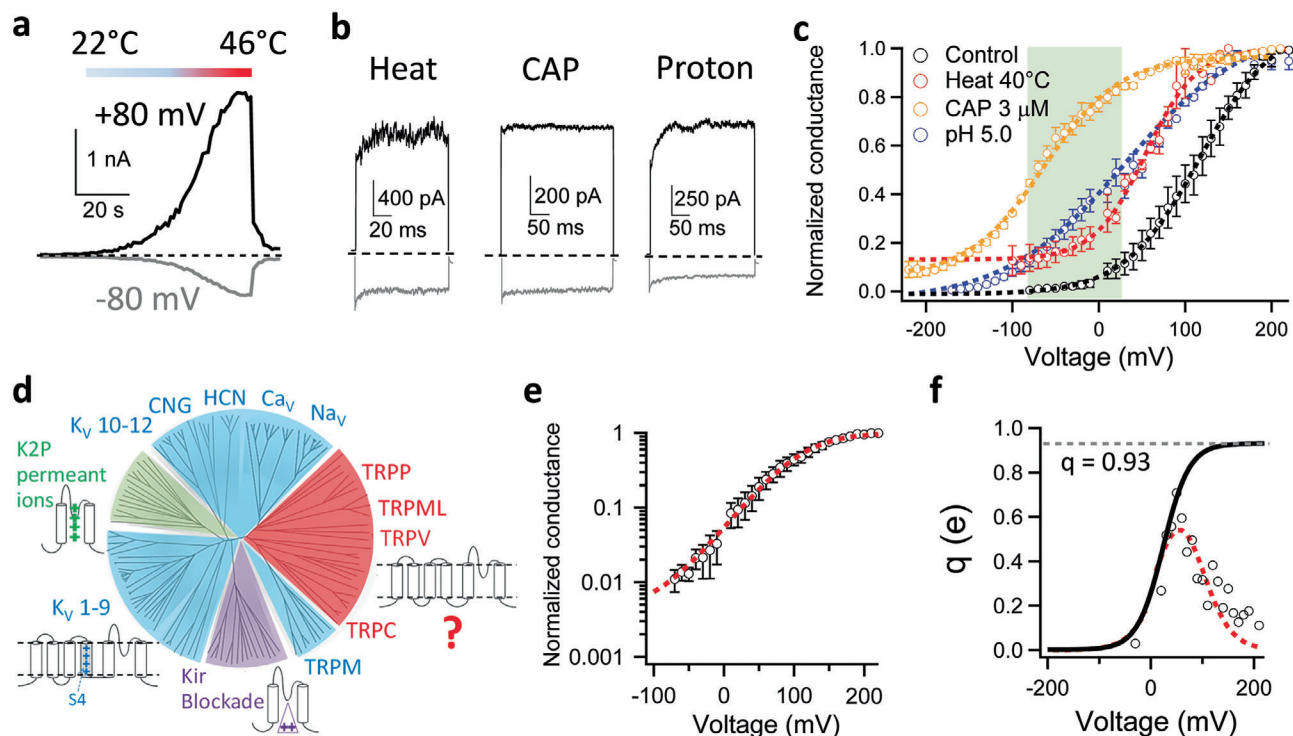 a
22°C 46°C
+80 mV
1 nA
20 s
-80 mV
b
Heat CAP Proton
400 pA
20 ms
200 pA
50 ms
250 pA
50 ms
c
Normalized conductance
1.0
0.8
0.6
0.4
0.2
0.0
Control
Heat 40°C
CAP 3 μM
pH 5.0
-200 -100 0 100 200
Voltage (mV)
d
CNG HCN CaV NaV
KV 10-12
K2P
permeant
ions
TRPP
TRPML
TRPV
TRPC
TRPM
?
KV 1-9
S4
Kir
Blockade
e
Normalized conductance
1
0.1
0.01
0.001
-100 0 100 200
Voltage (mV)
f
q (e)
1.0
0.8
0.6
0.4
0.2
0.0
q = 0.93
-200 0 200
Voltage (mV)